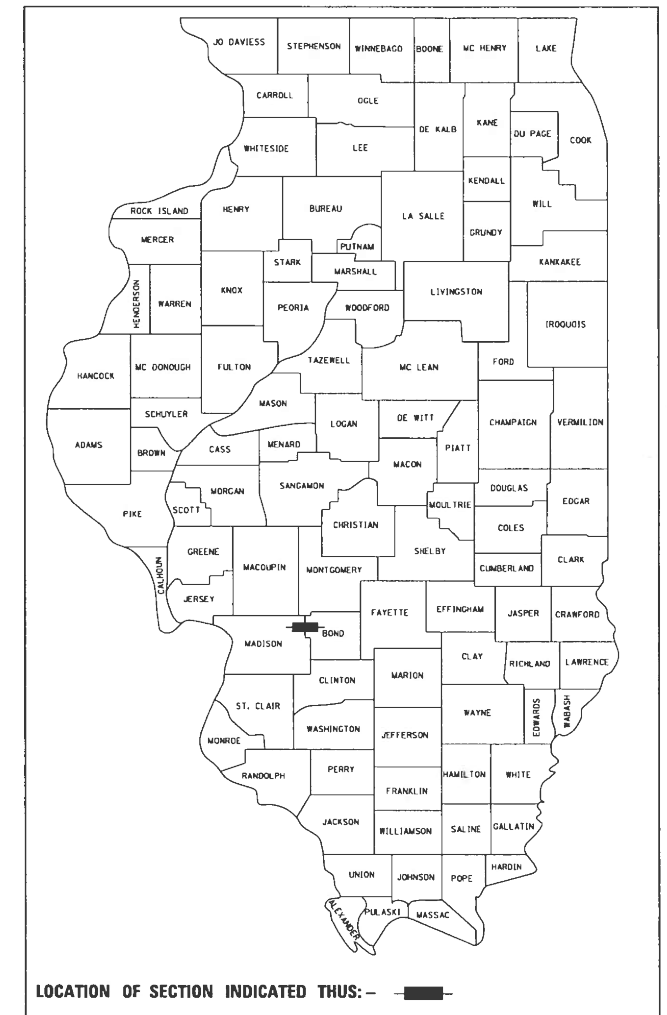 JO DAVIESS STEPHENSON WINNEBAGO BOONE MC HENRY LAKE
CARROLL OGLE DE KALB KANE DU PAGE COOK
WHITESIDE LEE
KENDALL
WILL
ROCK ISLAND HENRY BUREAU LA SALLE
GRUNDY
MERCER PUTNAM
STARK MARSHALL KANKAKEE
HENDERSON WARREN KNOX LIVINGSTON
PEORIA WOODFORD IROQUOIS
HANCOCK MC DONOUGH FULTON TAZEWELL MC LEAN FORD
MASON
SCHUYLER LOGAN DE WITT CHAMPAIGN VERMILION
ADAMS BROWN CASS MENARD PIATT
MACON
MORGAN SANGAMON DOUGLAS EDGAR
PIKE SCOTT MOULTRIE
CHRISTIAN COLES
GREENE SHELBY
CALHOUN MACOUPIN MONTGOMERY CUMBERLAND CLARK
JERSEY
FAYETTE EFFINGHAM JASPER CRAWFORD
MADISON BOND
CLAY RICHLAND LAWRENCE
CLINTON MARION
ST. CLAIR WAYNE EDWARDS WABASH
WASHINGTON JEFFERSON
MONROE
RANDOLPH PERRY HAMILTON WHITE
FRANKLIN
JACKSON WILLIAMSON SALINE GALLATIN
UNION JOHNSON POPE HARDIN
ALEXANDER PULASKI MASSAC
LOCATION OF SECTION INDICATED THUS: –